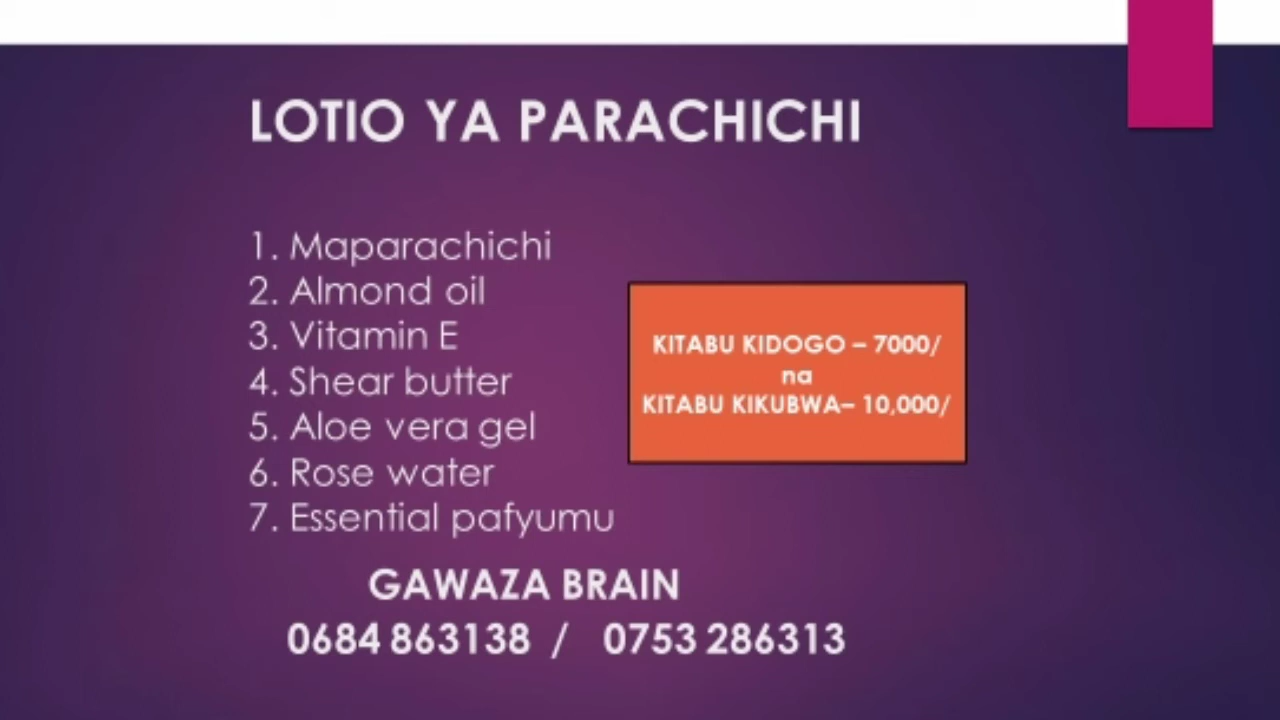 LOTIO YA PARACHICHI
1. Maparachichi
2. Almond oil
3. Vitamin E
4. Shear butter
5. Aloe vera gel
6. Rose water
7. Essential pafyumu
KITABU KIDOGO – 7000/
na
KITABU KIKUBWA– 10,000/
GAWAZA BRAIN
0684 863138 / 0753 286313